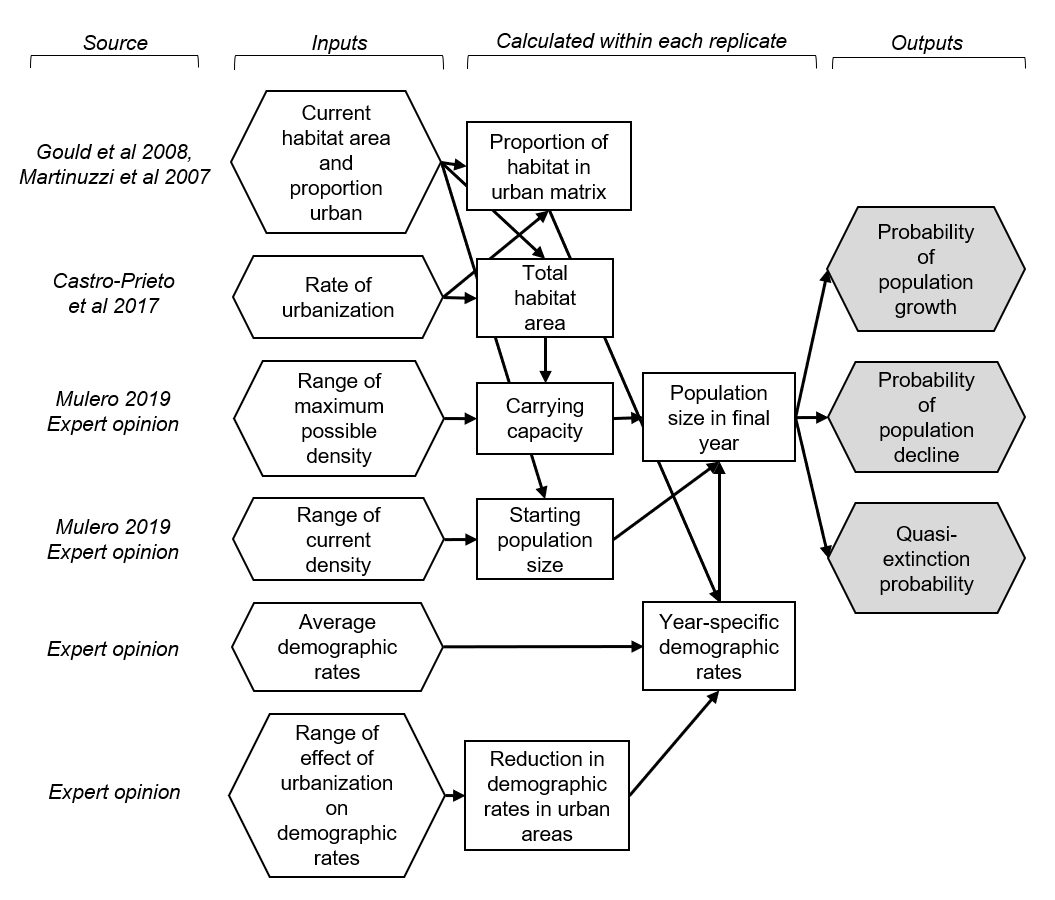 Source
Inputs
Calculated within each replicate
Outputs
Gould et al 2008,
Martinuzzi et al 2007
Current
habitat area
and
proportion
urban
Proportion of
habitat in
urban matrix
Castro-Prieto
et al 2017
Rate of
urbanization
Total
habitat
area
Probability
of
population
growth
Mulero 2019
Expert opinion
Range of
maximum
possible
density
Carrying
capacity
Population
size in final
year
Probability
of
population
decline
Mulero 2019
Expert opinion
Range of
current
density
Starting
population
size
Quasi-
extinction
probability
Expert opinion
Average
demographic
rates
Year-specific
demographic
rates
Expert opinion
Range of
effect of
urbanization
on
demographic
rates
Reduction in
demographic
rates in urban
areas